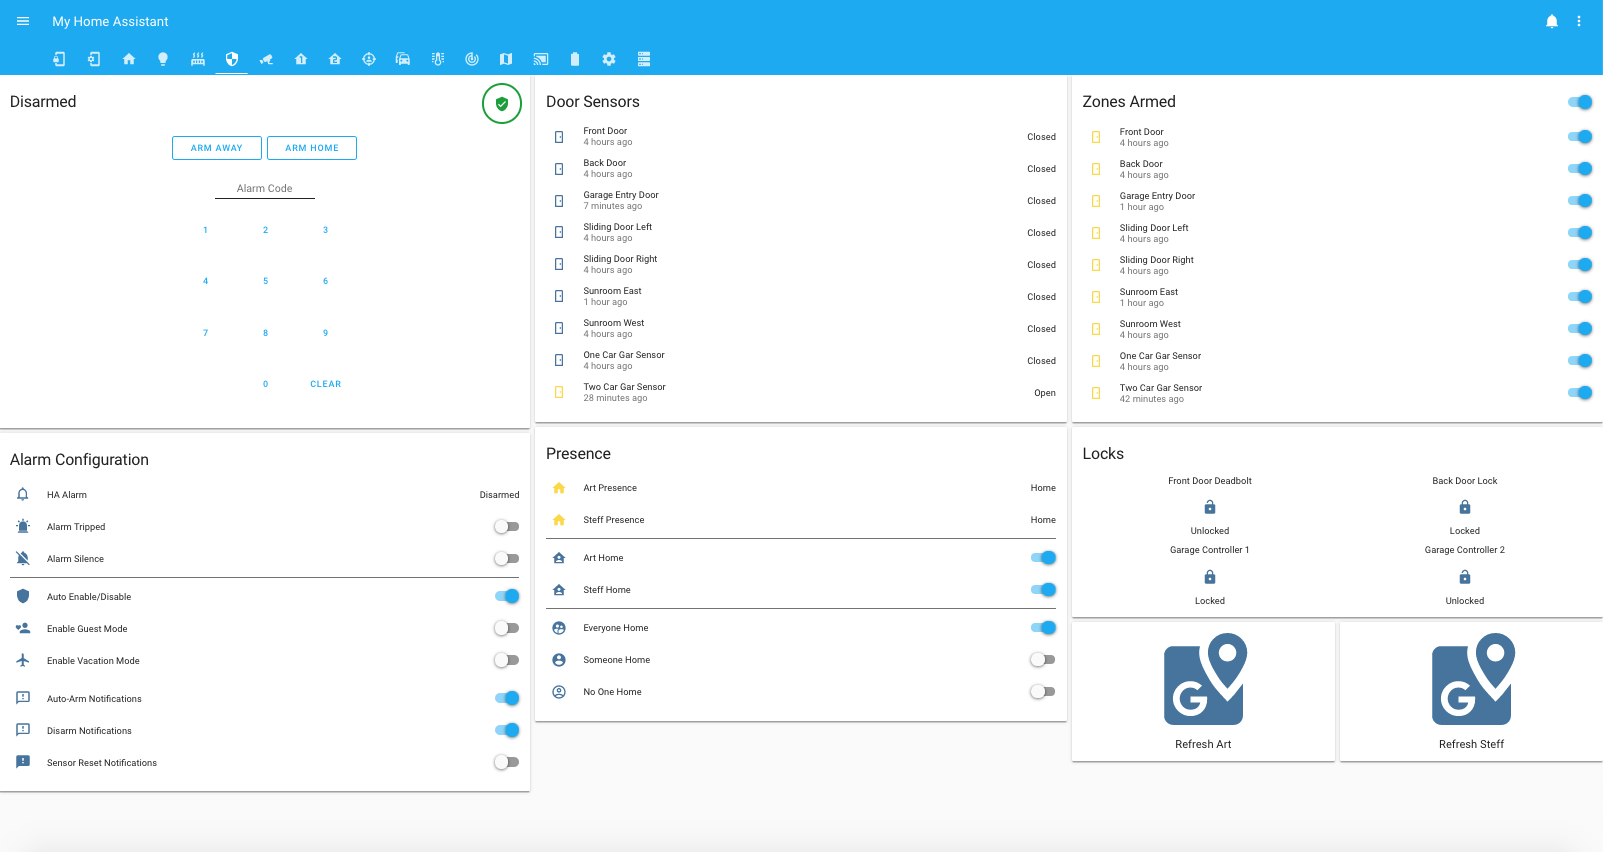 My Home Assistant
Disarmed
ARM AWAY
ARM HOME
Alarm Code
1 2 3
4 5 6
7 8 9
0 CLEAR
Alarm Configuration
HA Alarm Disarmed
Alarm Tripped
Alarm Silence
Auto Enable/Disable
Enable Guest Mode
Enable Vacation Mode
Auto-Arm Notifications
Disarm Notifications
Sensor Reset Notifications
Door Sensors
Front Door
4 hours ago
Closed
Back Door
4 hours ago
Closed
Garage Entry Door
7 minutes ago
Closed
Sliding Door Left
4 hours ago
Closed
Sliding Door Right
4 hours ago
Closed
Sunroom East
1 hour ago
Closed
Sunroom West
4 hours ago
Closed
One Car Gar Sensor
4 hours ago
Closed
Two Car Gar Sensor
28 minutes ago
Open
Presence
Art Presence Home
Steff Presence Home
Art Home
Steff Home
Everyone Home
Someone Home
No One Home
Zones Armed
Front Door
4 hours ago
Back Door
4 hours ago
Garage Entry Door
1 hour ago
Sliding Door Left
4 hours ago
Sliding Door Right
4 hours ago
Sunroom East
1 hour ago
Sunroom West
4 hours ago
One Car Gar Sensor
4 hours ago
Two Car Gar Sensor
42 minutes ago
Locks
Front Door Deadbolt
Unlocked
Back Door Lock
Locked
Garage Controller 1
Locked
Garage Controller 2
Unlocked
G
Refresh Art
G
Refresh Steff